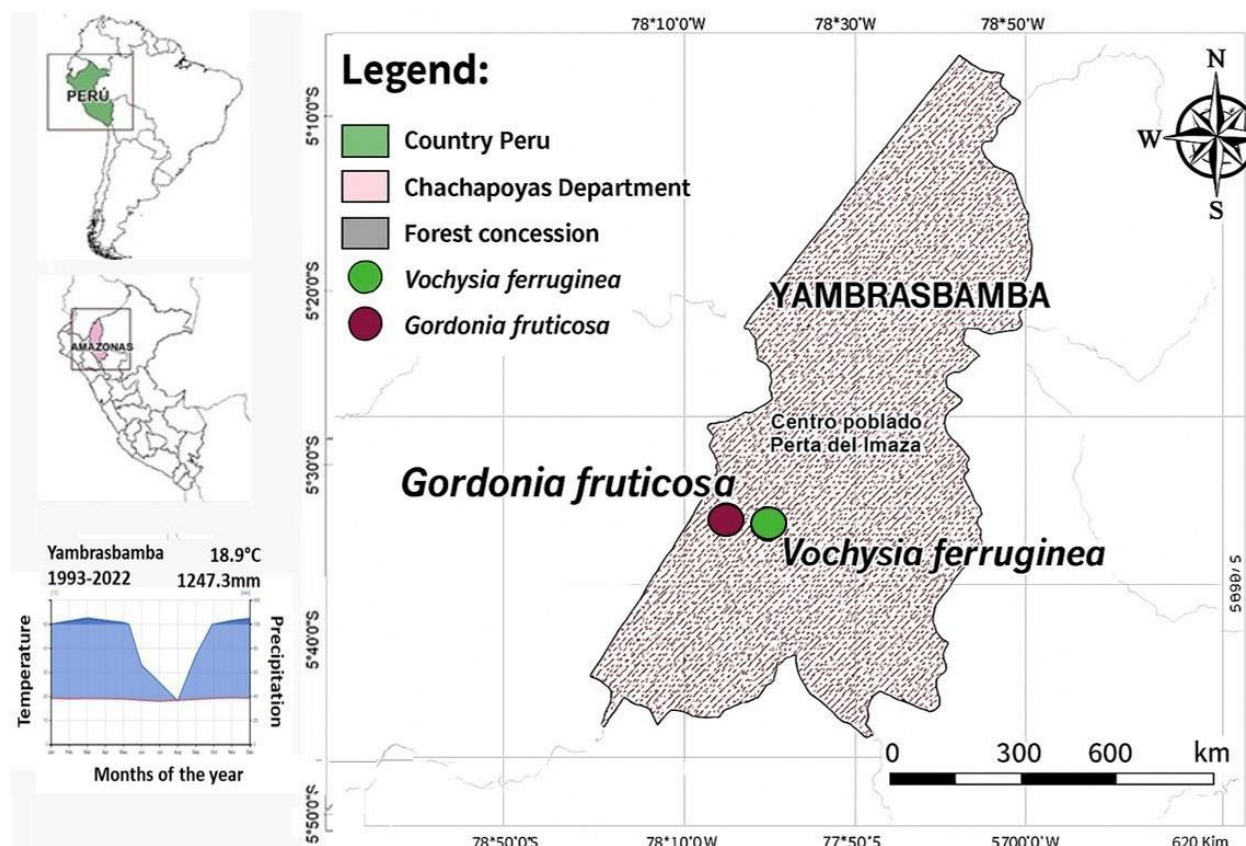 78°10'0"W 78°30'0"W 78°50'0"W
N
W
S
PERÚ
AMAZONAS
Legend:
Country Peru
Chachapoyas Department
Forest concession
Vochysia ferruginea
Gordonia fruticosa
5°10'0"S
5°20'0"S
5°30'0"S
5°40'0"S
5°50'0"S
YAMBRASBAMBA
Centro poblado
Perta del Imaza
Gordonia fruticosa
Vochysia ferruginea
Yambrasbamba 18.9°C
1993-2022 1247.3mm
Temperature
Precipitation
Months of the year
0 300 600 km
78°50'0"S 78°10'0"W 77°50'S 5700'0"W 620 Kim